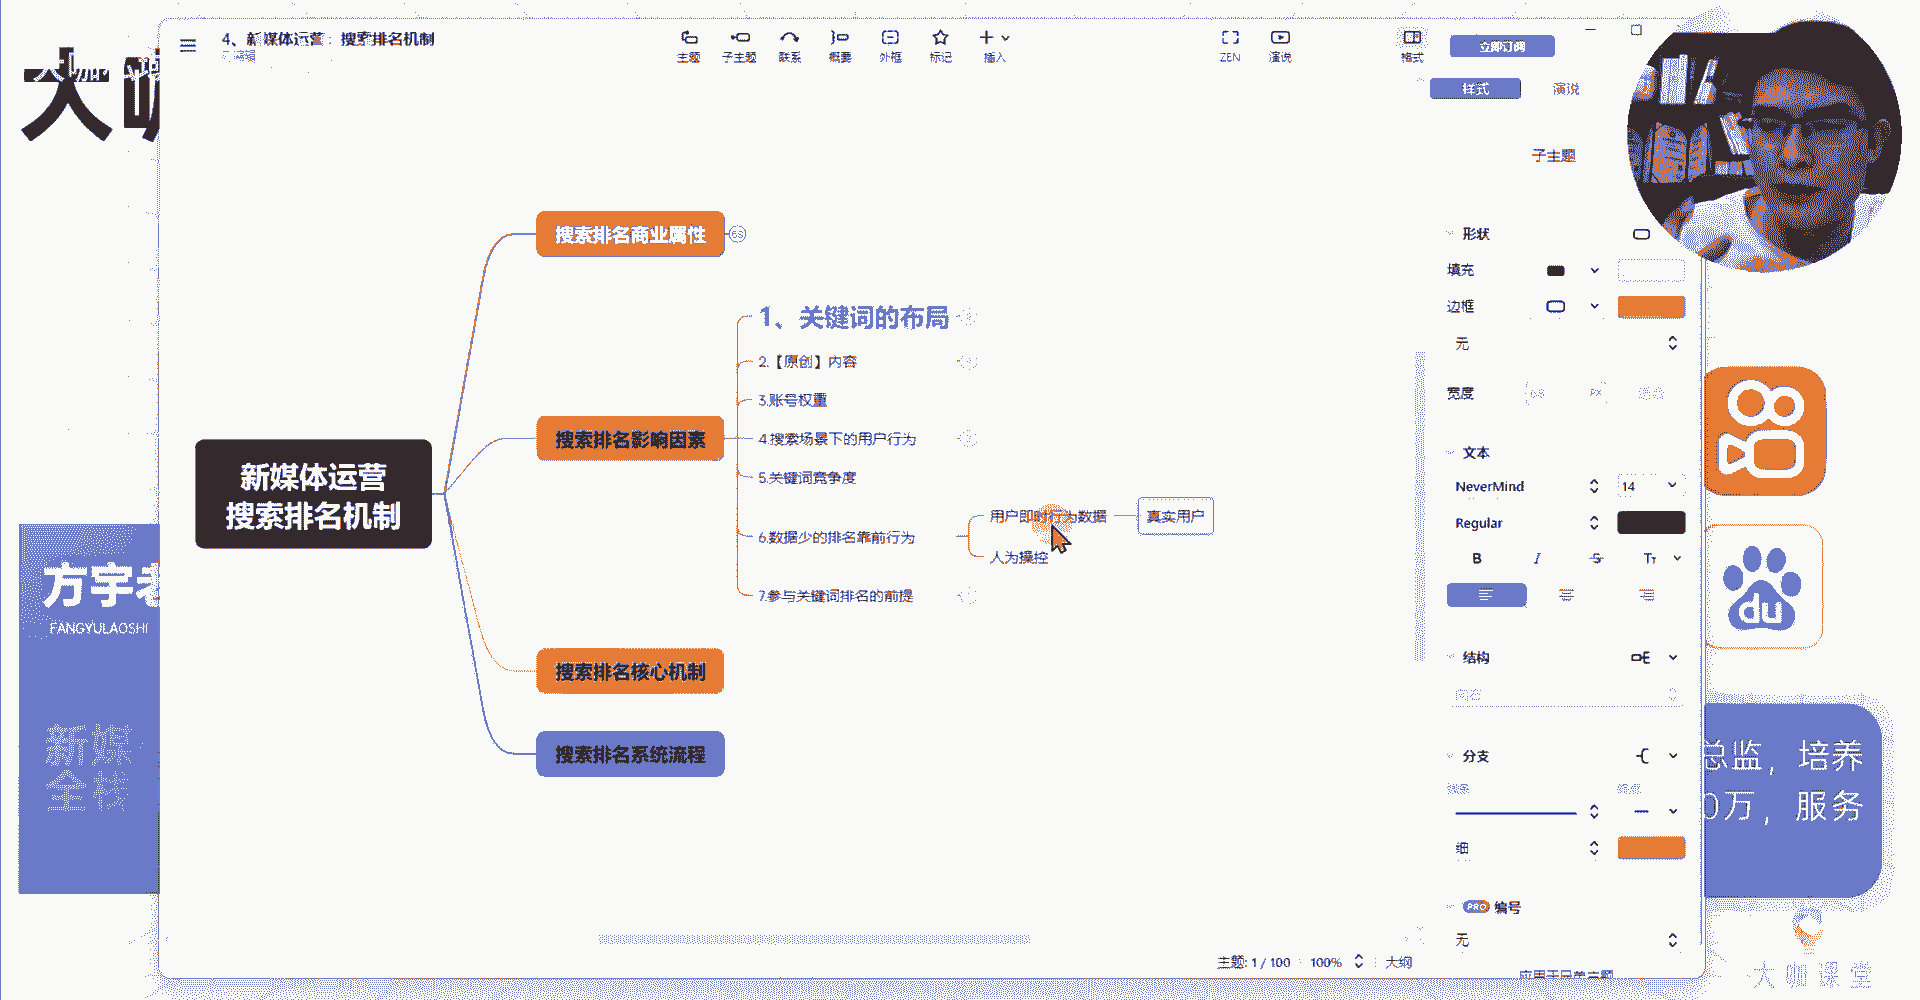 4、新媒体运营：搜索排名机制
已编辑
主题
子主题
联系
概要
外框
标记
插入
ZEN
演说
格式
立即订阅
样式
演说
子主题
大咖
搜索排名商业属性
搜索排名影响因素
搜索排名核心机制
搜索排名系统流程
新媒体运营
搜索排名机制
1、关键词的布局
2.【原创】内容
3.账号权重
4.搜索场景下的用户行为
5.关键词竞争度
6.数据少的排名靠前行为
7.参与关键词排名的前提
用户即时行为数据
真实用户
人为操控
形状
填充
边框
无
宽度
文本
NeverMind
14
Regular
B
I
S
Tт
结构
分支
细
PRO 编号
无
主题: 1 / 100
100%
大纲
应用于兄弟主题
方宇老
FANGYULAOSHI
新媒
全栈
du
总监，培养
0万，服务
大咖课堂